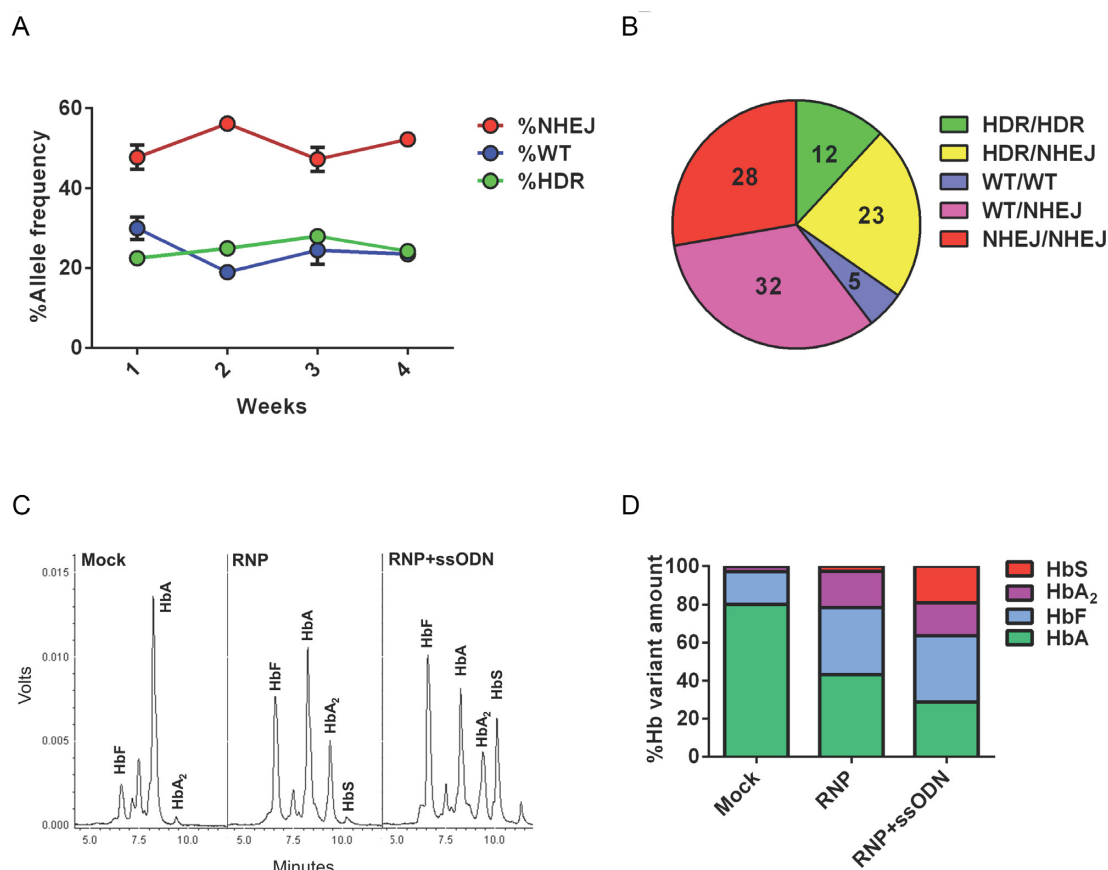 A
60
40
20
0
%Allele frequency
1
2
3
4
Weeks
%NHEJ
%WT
%HDR
B
12
23
5
32
28
HDR/HDR
HDR/NHEJ
WT/WT
WT/NHEJ
NHEJ/NHEJ
C
Mock
RNP
RNP+ssODN
0.015
0.010
0.005
0.000
Volts
HbF
HbA
HbA2
HbF
HbA
HbA2
HbS
HbF
HbA
HbA2
HbS
5.0 7.5 10.0 5.0 7.5 10.0 5.0 7.5 10.0
Minutes
D
100
80
60
40
20
0
%Hb variant amount
Mock
RNP
RNP+ssODN
HbS
HbA2
HbF
HbA